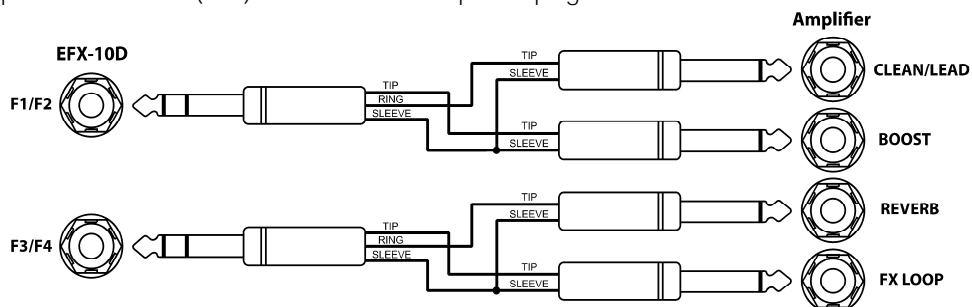 Amplifier
EFX-10D
F1/F2
TIP
RING
SLEEVE
TIP
SLEEVE
CLEAN/LEAD
TIP
SLEEVE
BOOST
F3/F4
TIP
RING
SLEEVE
TIP
SLEEVE
REVERB
TIP
SLEEVE
FX LOOP